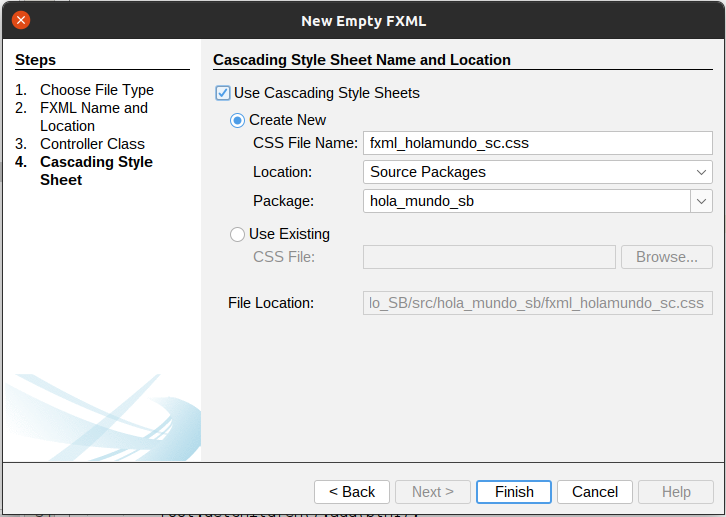 New Empty FXML
Steps
1. Choose File Type
2. FXML Name and
Location
3. Controller Class
4. Cascading Style
Sheet
Cascading Style Sheet Name and Location
Use Cascading Style Sheets
Create New
CSS File Name: fxml_holamundo_sc.css
Location: Source Packages
Package: hola_mundo_sb
Use Existing
CSS File: Browse...
File Location: lo_SB/src/hola_mundo_sb/fxml_holamundo_sc.css
< Back Next > Finish Cancel Help